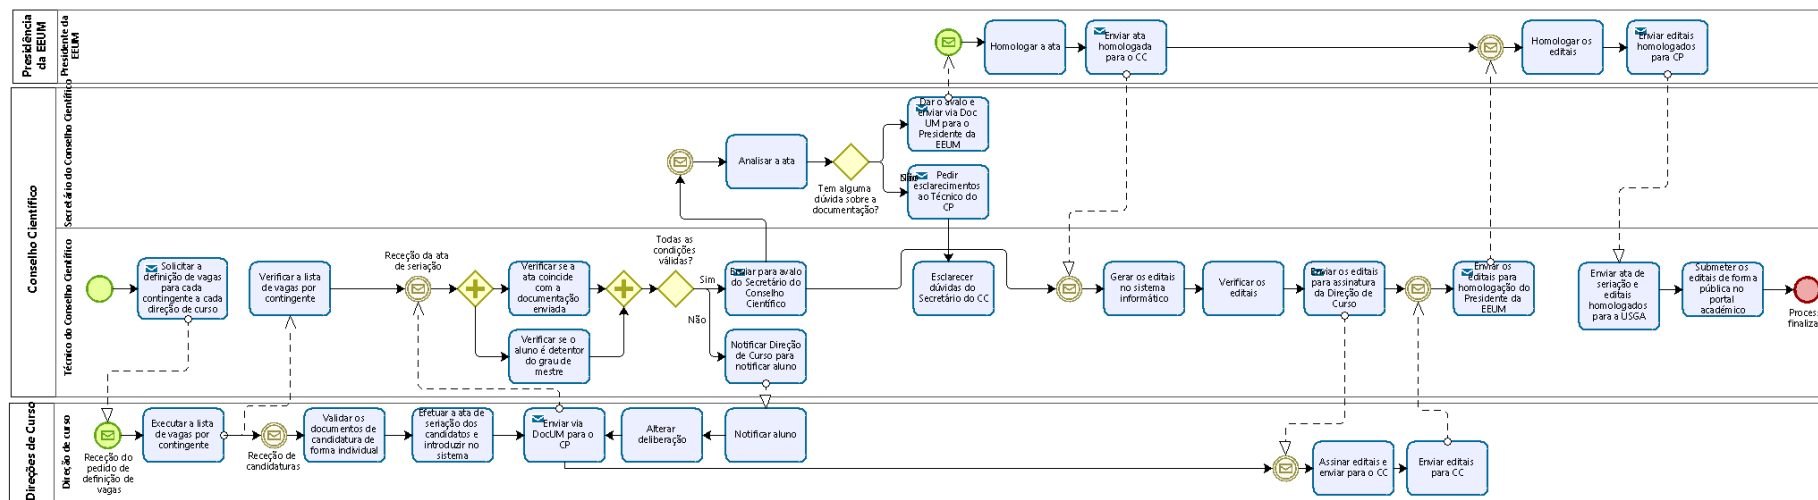 Presidência
da EEUM
Presidente da
EEUM
Homologar a ata
Enviar ata
homologada
para o CC
Homologar os
editais
Enviar editais
homologados
para CP
Conselho Científico
Secretário do Conselho Científico
Analisar a ata
Tem alguma
dúvida sobre a
documentação?
Dar o avalo e
enviar via Doc
UM para o
Presidente da
EEUM
Não
Pedir
esclarecimentos
ao Técnico do
CP
Técnico do Conselho Científico
Solicitar a
definição de vagas
para cada
contingente a cada
direção de curso
Verificar a lista
de vagas por
contingente
Receção da ata
de seriação
Verificar se a
ata coincide
com a
documentação
enviada
Verificar se o
aluno é detentor
do grau de
mestre
Todas as
condições
válidas?
Sim
Não
Enviar para avalo
do Secretário do
Conselho
Científico
Notificar Direção
de Curso para
notificar aluno
Esclarecer
dúvidas do
Secretário do CC
Gerar os editais
no sistema
informático
Verificar os
editais
Enviar os editais
para assinatura
da Direção de
Curso
Enviar os
editais para
homologação do
Presidente da
EEUM
Enviar ata de
seriação e
editais
homologados
para a USGA
Submeter os
editais de forma
pública no
portal
académico
Process
finaliza
Direções de Curso
Direção de curso
Receção do
pedido de
definição de
vagas
Executar a lista
de vagas por
contingente
Receção de
candidaturas
Validar os
documentos de
candidatura de
forma individual
Efetuar a ata de
seriação dos
candidatos e
introduzir no
sistema
Enviar via
DocUM para o
CP
Alterar
deliberação
Notificar aluno
Assinar editais e
enviar para o CC
Enviar editais
para CC